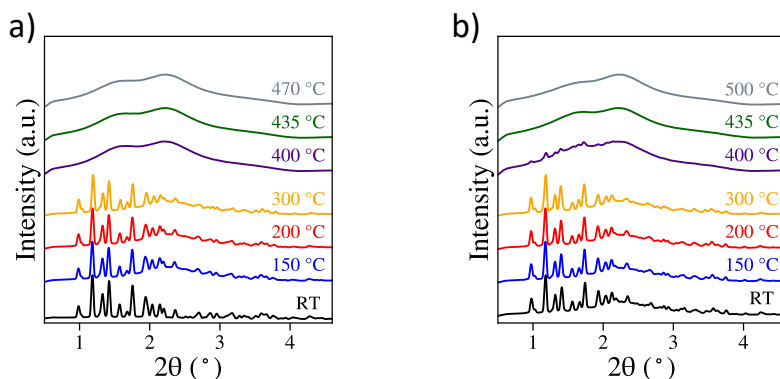 a)
Intensity (a.u.)
470 °C
435 °C
400 °C
300 °C
200 °C
150 °C
RT
1 2 3 4
2θ (°)
b)
Intensity (a.u.)
500 °C
435 °C
400 °C
300 °C
200 °C
150 °C
RT
1 2 3 4
2θ (°)